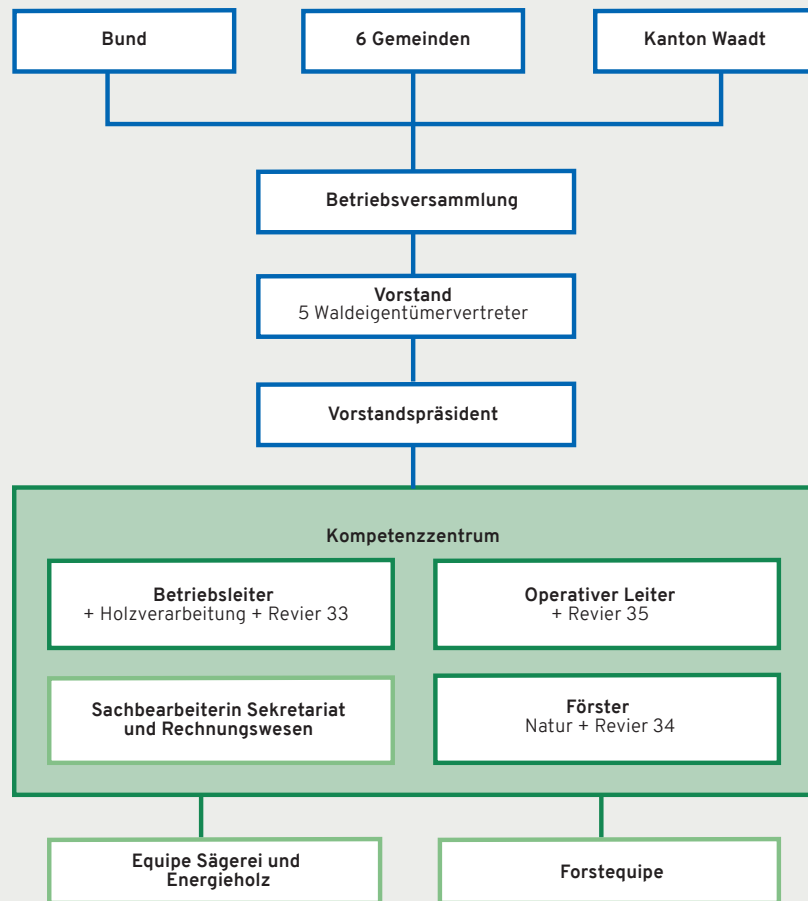 Bund
6 Gemeinden
Kanton Waadt
Betriebsversammlung
Vorstand
5 Waldeigentümervertreter
Vorstandspräsident
Kompetenzzentrum
Betriebsleiter
+ Holzverarbeitung + Revier 33
Operativer Leiter
+ Revier 35
Sachbearbeiterin Sekretariat
und Rechnungswesen
Förster
Natur + Revier 34
Equipe Sägerei und
Energieholz
Forstequipe